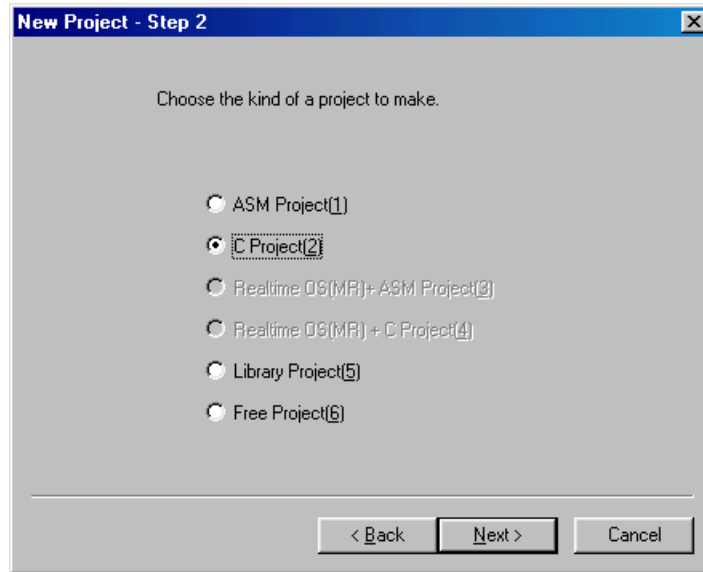 New Project - Step 2
Choose the kind of a project to make.
ASM Project(1)
C Project(2)
Realtime OS(MR)+ ASM Project(3)
Realtime OS(MR) + C Project(4)
Library Project(5)
Free Project(6)
< Back
Next >
Cancel